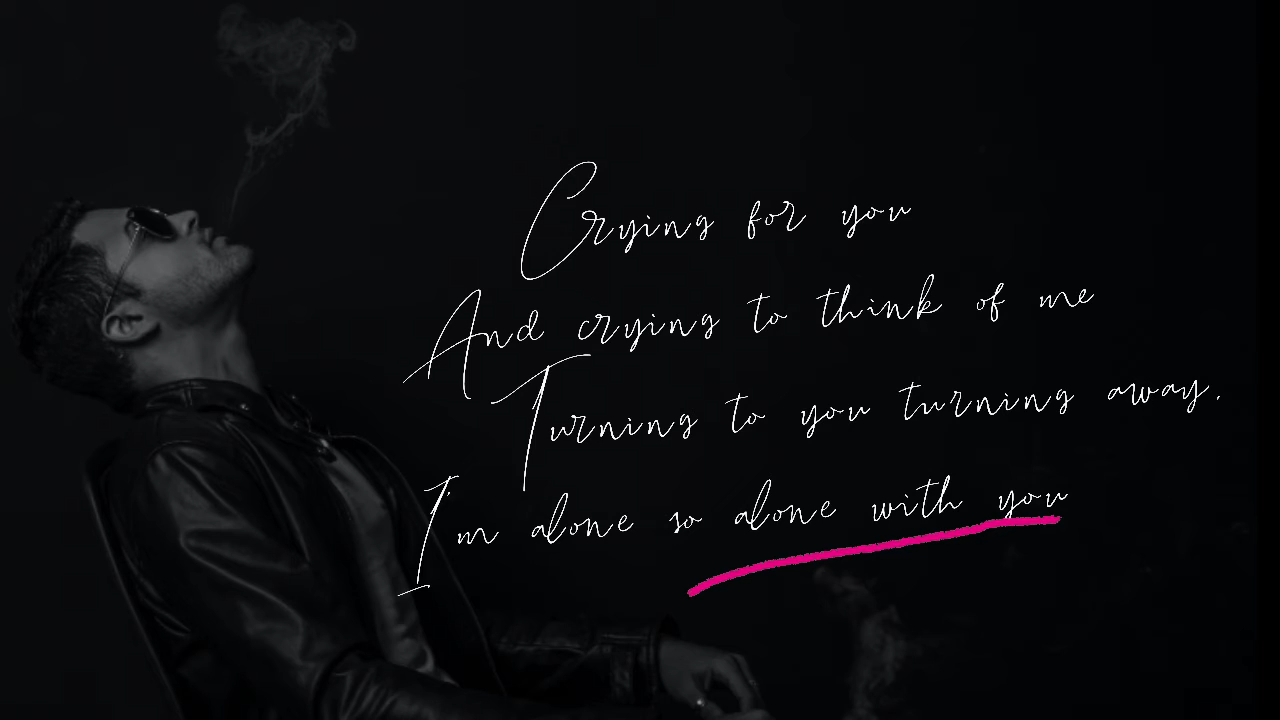 Crying for you
And crying to think of me
Turning to you turning away.
I'm alone so alone with you